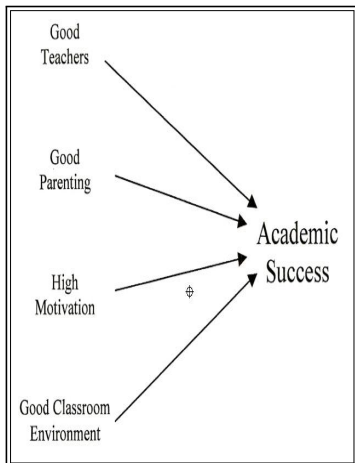 Good
Teachers
Good
Parenting
Academic
Success
High
Motivation
Good Classroom
Environment